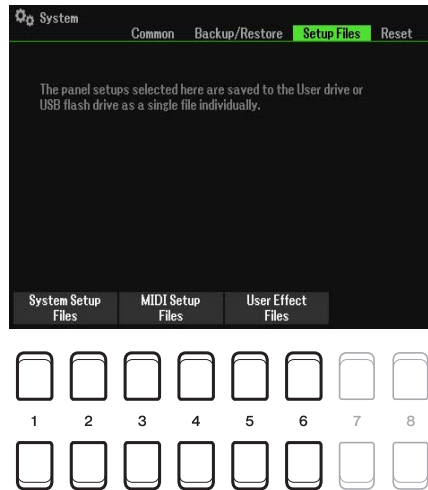 System
Common Backup/Restore Setup Files Reset
The panel setups selected here are saved to the User drive or
USB flash drive as a single file individually.
System Setup Files MIDI Setup Files User Effect Files
1 2 3 4 5 6 7 8